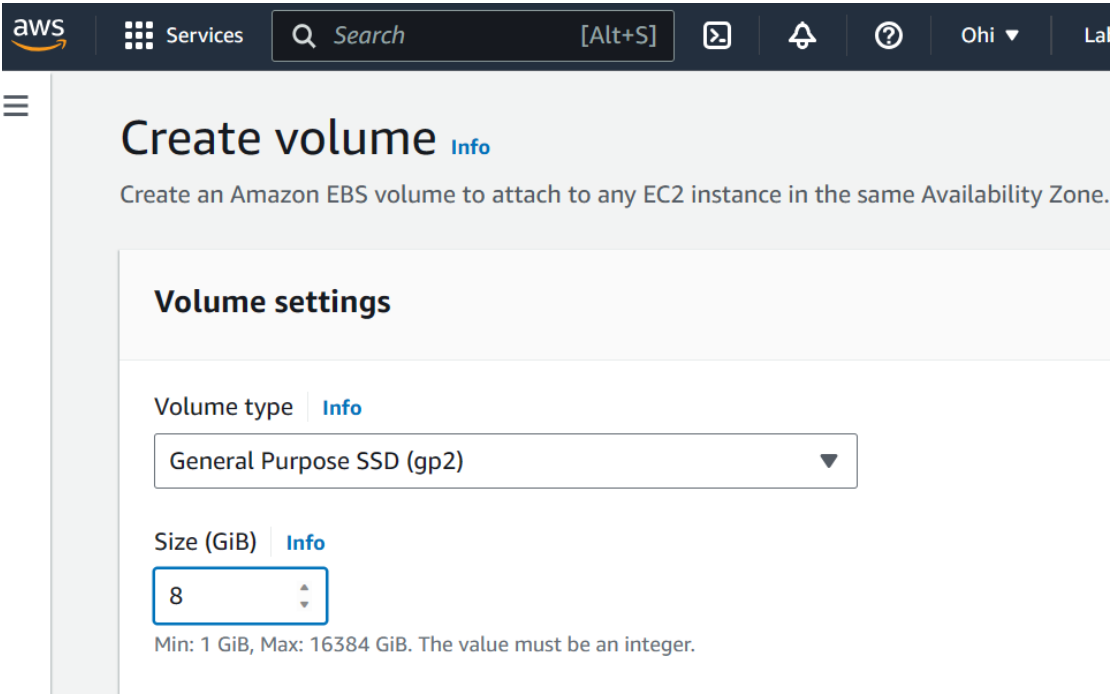 aws Services Search [Alt+S] Ohi
Create volume Info
Create an Amazon EBS volume to attach to any EC2 instance in the same Availability Zone.
Volume settings
Volume type Info
General Purpose SSD (gp2)
Size (GiB) Info
8
Min: 1 GiB, Max: 16384 GiB. The value must be an integer.